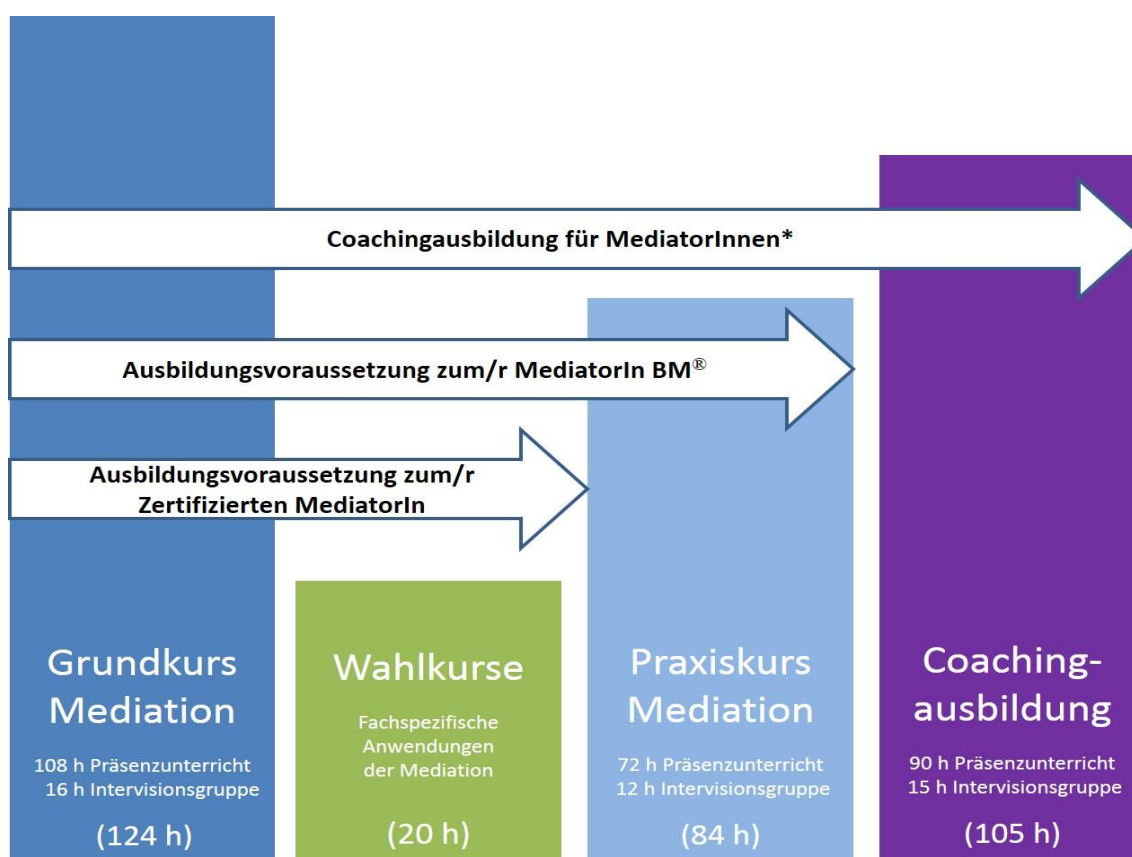 Coachingausbildung für MediatorInnen*
Ausbildungsvoraussetzung zum/r MediatorIn BM®
Ausbildungsvoraussetzung zum/r
Zertifizierten MediatorIn
Grundkurs
Mediation
108 h Präsenzunterricht
16 h Intervisionsgruppe
(124 h)
Wahlkurse
Fachspezifische
Anwendungen
der Mediation
(20 h)
Praxiskurs
Mediation
72 h Präsenzunterricht
12 h Intervisionsgruppe
(84 h)
Coaching-
ausbildung
90 h Präsenzunterricht
15 h Intervisionsgruppe
(105 h)